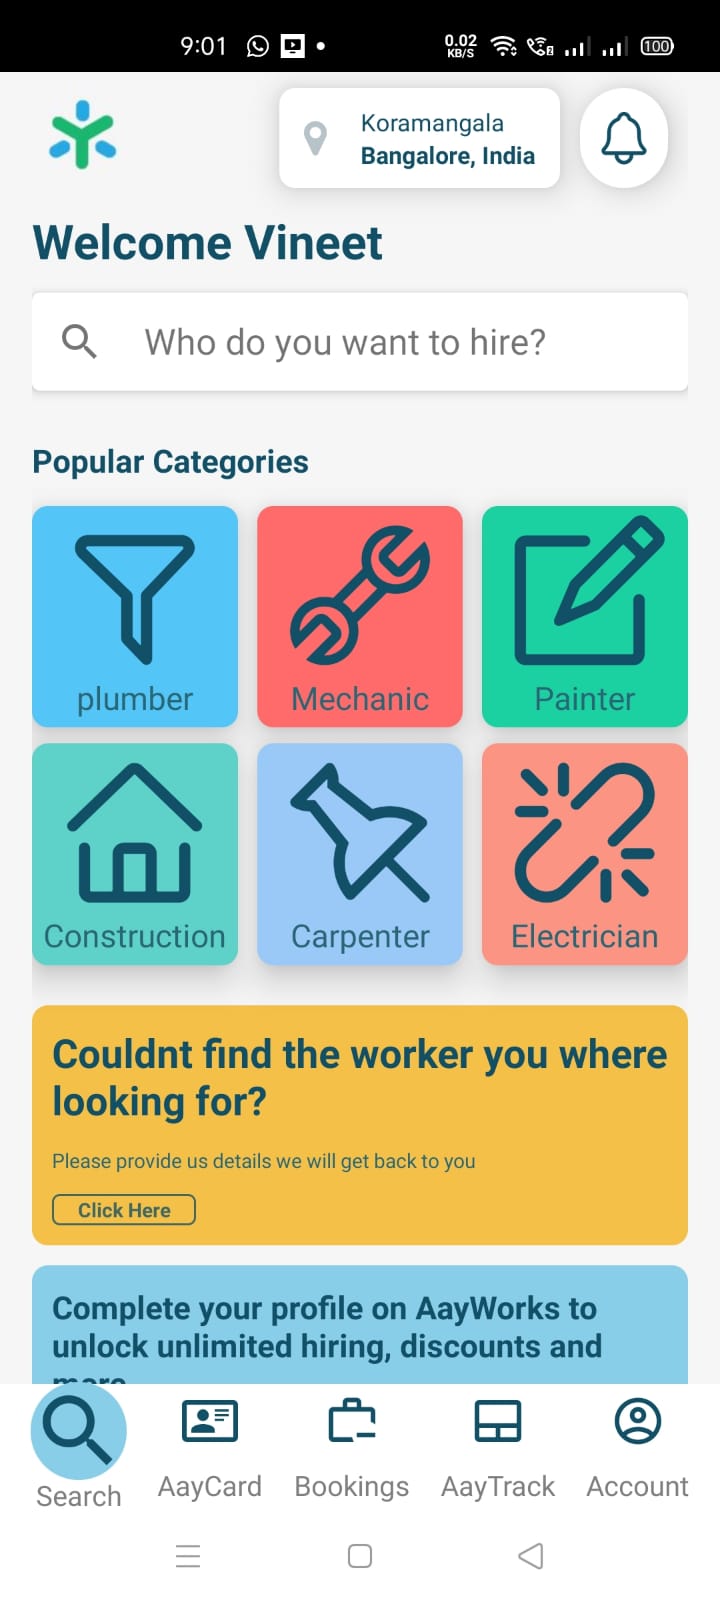 9:01
0.02
KB/S
2
100
Koramangala
Bangalore, India
Welcome Vineet
Who do you want to hire?
Popular Categories
plumber
Mechanic
Painter
Construction
Carpenter
Electrician
Couldnt find the worker you where
looking for?
Please provide us details we will get back to you
Click Here
Complete your profile on AayWorks to
unlock unlimited hiring, discounts and
more
Search
AayCard
Bookings
AayTrack
Account